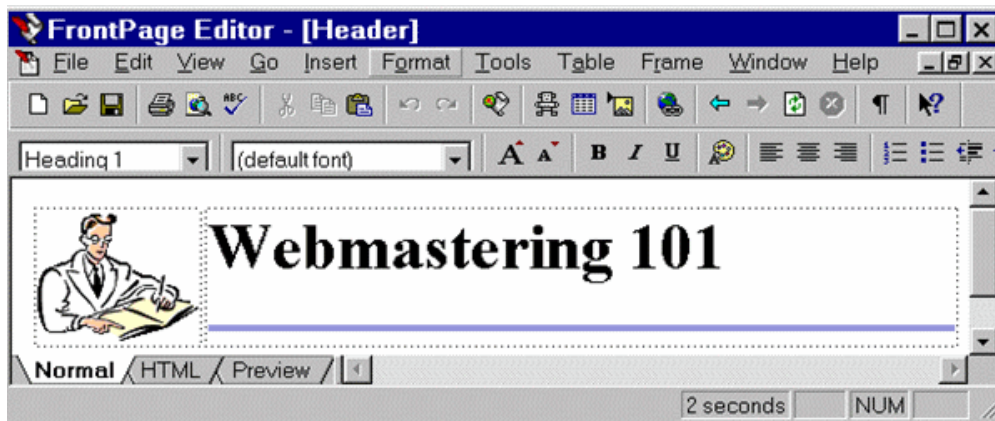 FrontPage Editor - [Header]
File Edit View Go Insert Format Tools Table Frame Window Help
ABC
Heading 1 (default font) A A B I U
Webmastering 101
Normal HTML Preview
2 seconds NUM